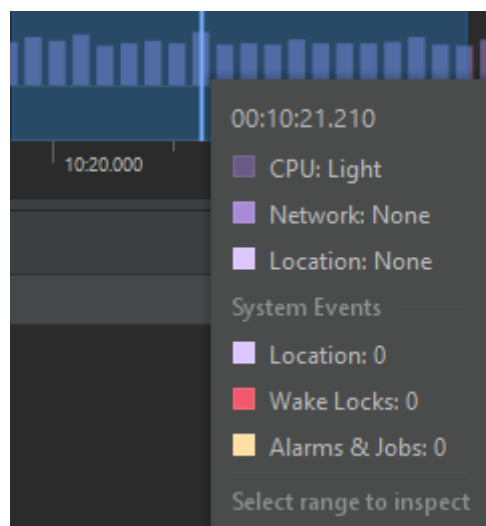 00:10:21.210
10:20.000
CPU: Light
Network: None
Location: None
System Events
Location: 0
Wake Locks: 0
Alarms & Jobs: 0
Select range to inspect